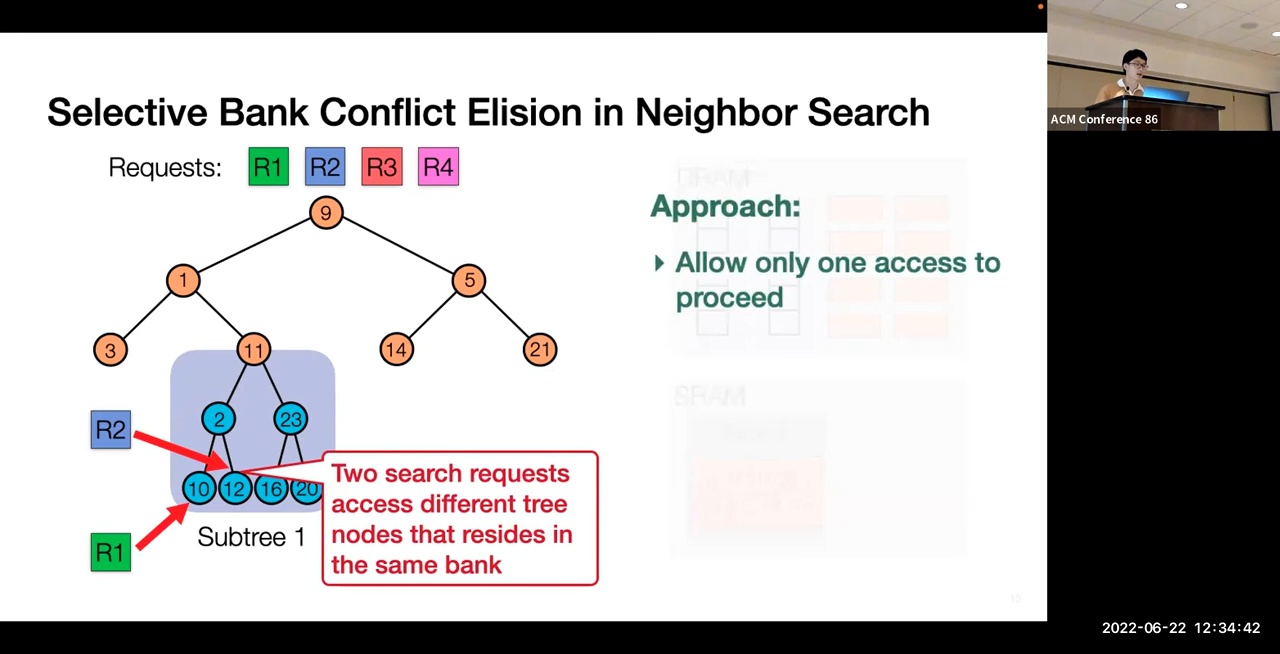 Selective Bank Conflict Elision in Neighbor Search
Requests: R1 R2 R3 R4
9
1
5
3
11
14
21
2
23
R2
10
12
16
20
R1
Subtree 1
Two search requests
access different tree
nodes that resides in
the same bank
DRAM
Approach:
Allow only one access to
proceed
SRAM
10
ACM Conference 86
2022-06-22 12:34:42